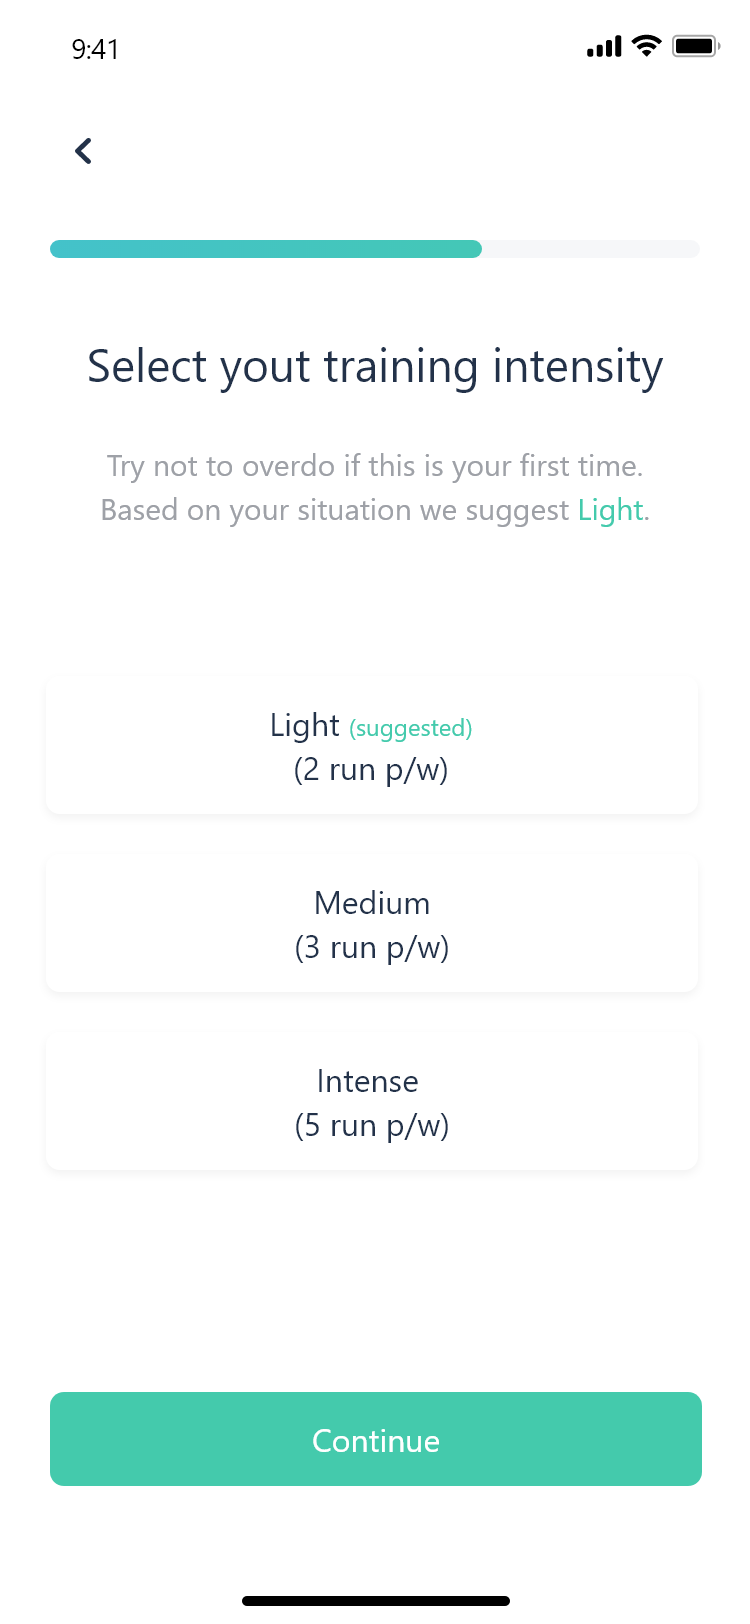 9:41
Select yout training intensity
Try not to overdo if this is your first time.
Based on your situation we suggest Light.
Light (suggested)
(2 run p/w)
Medium
(3 run p/w)
Intense
(5 run p/w)
Continue